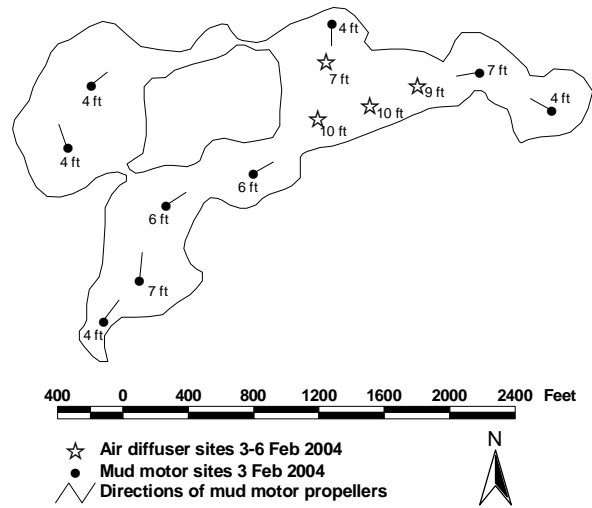 4 ft
7 ft
7 ft
4 ft
9 ft
4 ft
10 ft
10 ft
4 ft
6 ft
6 ft
7 ft
4 ft
400 0 400 800 1200 1600 2000 2400 Feet
Air diffuser sites 3-6 Feb 2004
N
Mud motor sites 3 Feb 2004
Directions of mud motor propellers